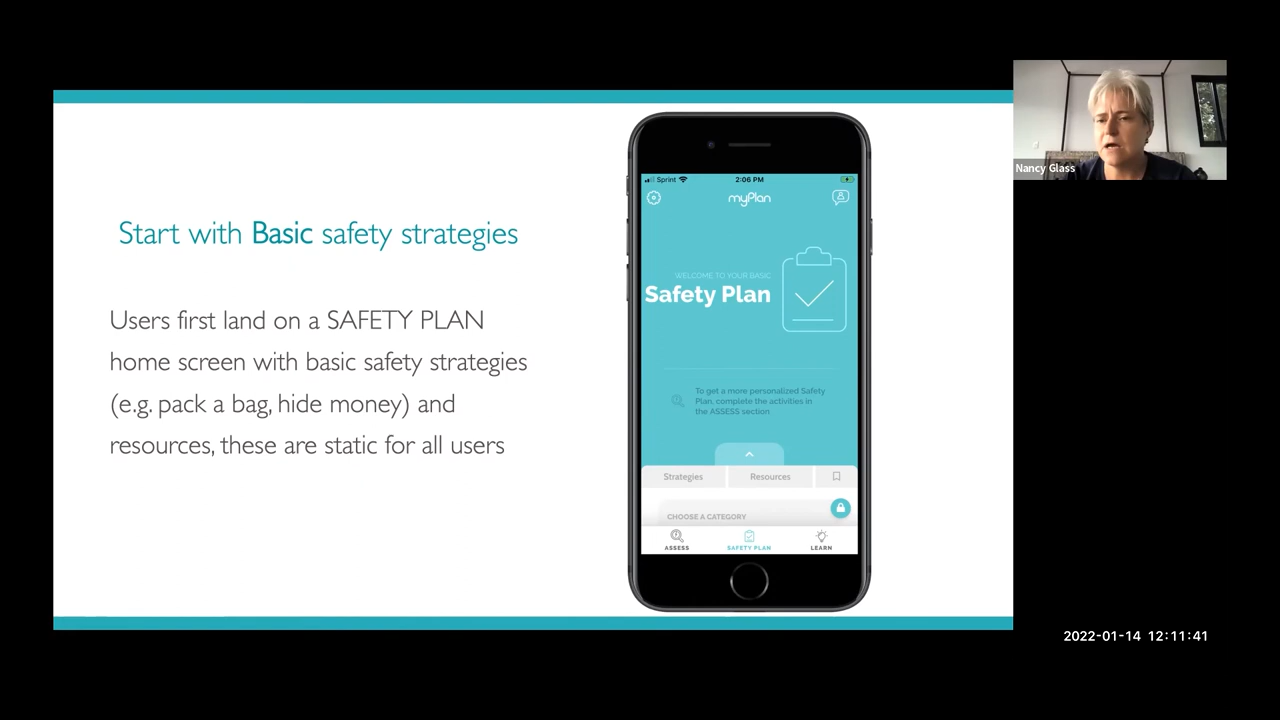 Start with Basic safety strategies
Users first land on a SAFETY PLAN
home screen with basic safety strategies
(e.g. pack a bag, hide money) and
resources, these are static for all users
Sprint 2:06 PM
myPlan
WELCOME TO YOUR BASIC
Safety Plan
To get a more personalized Safety
Plan, complete the activities in
the ASSESS section
Strategies Resources
CHOOSE A CATEGORY
ASSESS SAFETY PLAN LEARN
Nancy Glass
2022-01-14 12:11:41